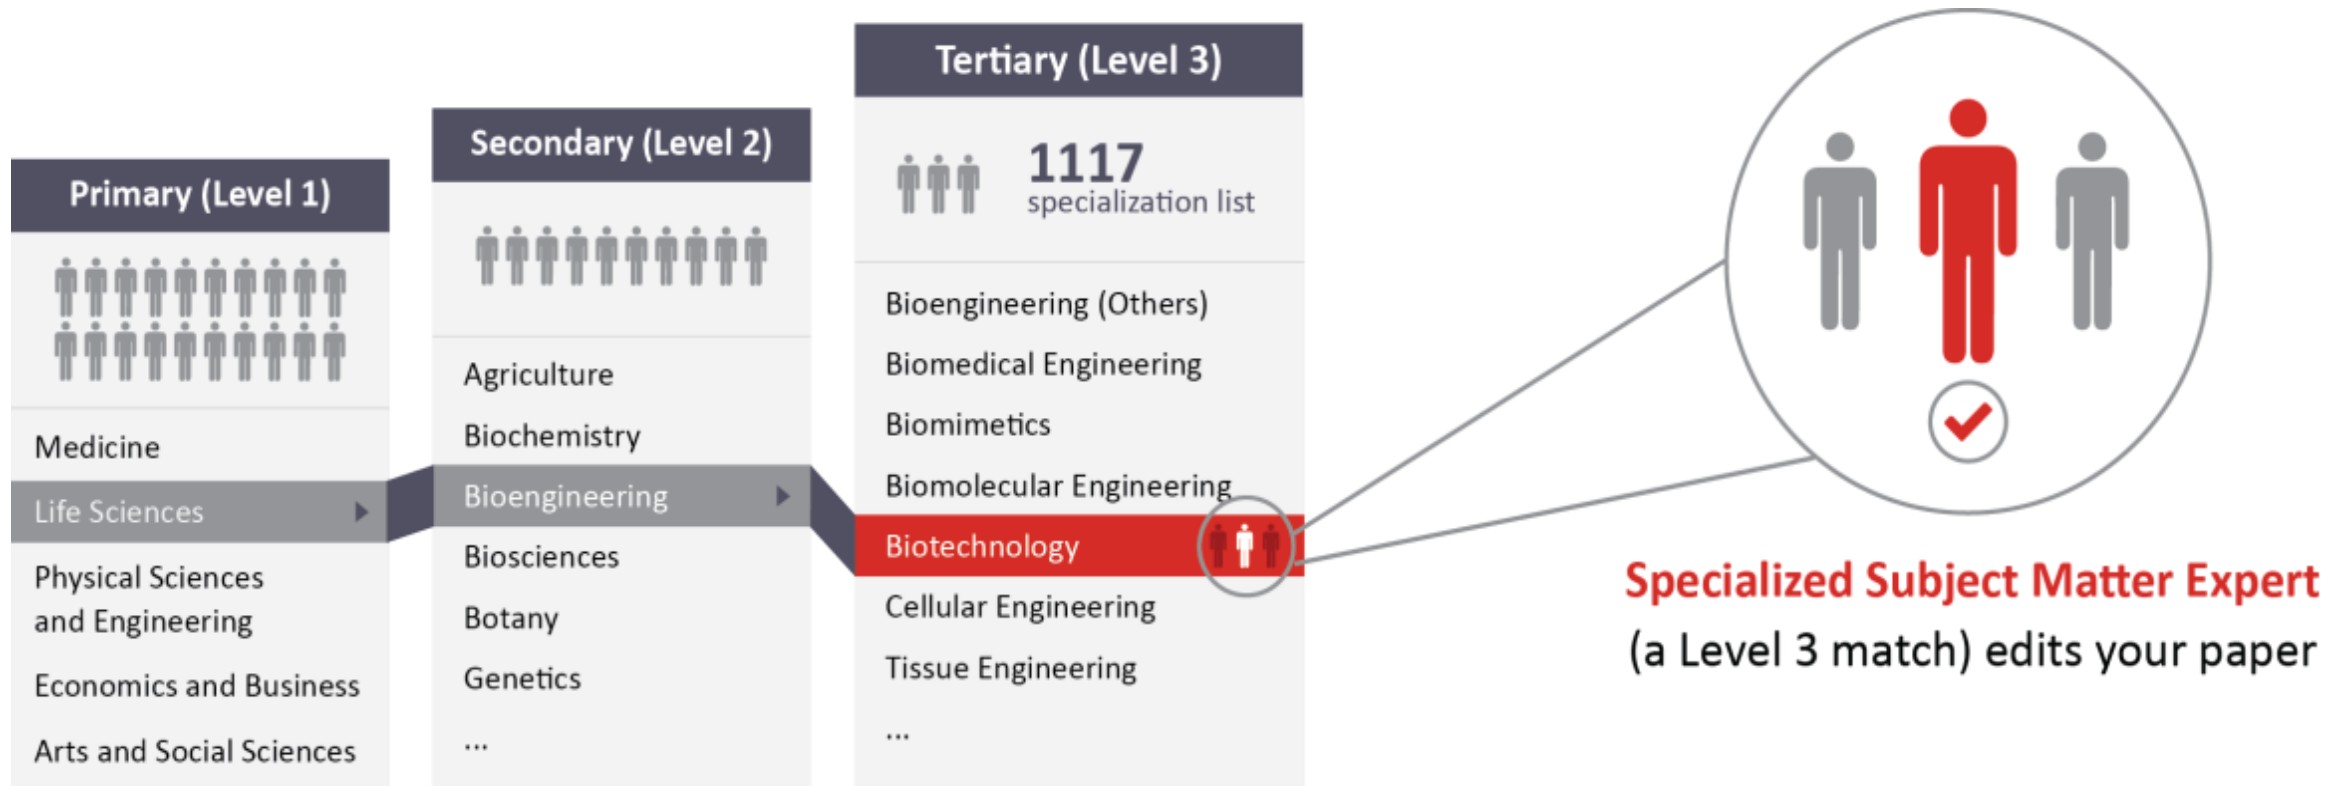 Primary (Level 1)
Medicine
Life Sciences
Physical Sciences
and Engineering
Economics and Business
Arts and Social Sciences
Secondary (Level 2)
Agriculture
Biochemistry
Bioengineering
Biosciences
Botany
Genetics
...
Tertiary (Level 3)
1117
specialization list
Bioengineering (Others)
Biomedical Engineering
Biomimetics
Biomolecular Engineering
Biotechnology
Cellular Engineering
Tissue Engineering
...
Specialized Subject Matter Expert
(a Level 3 match) edits your paper